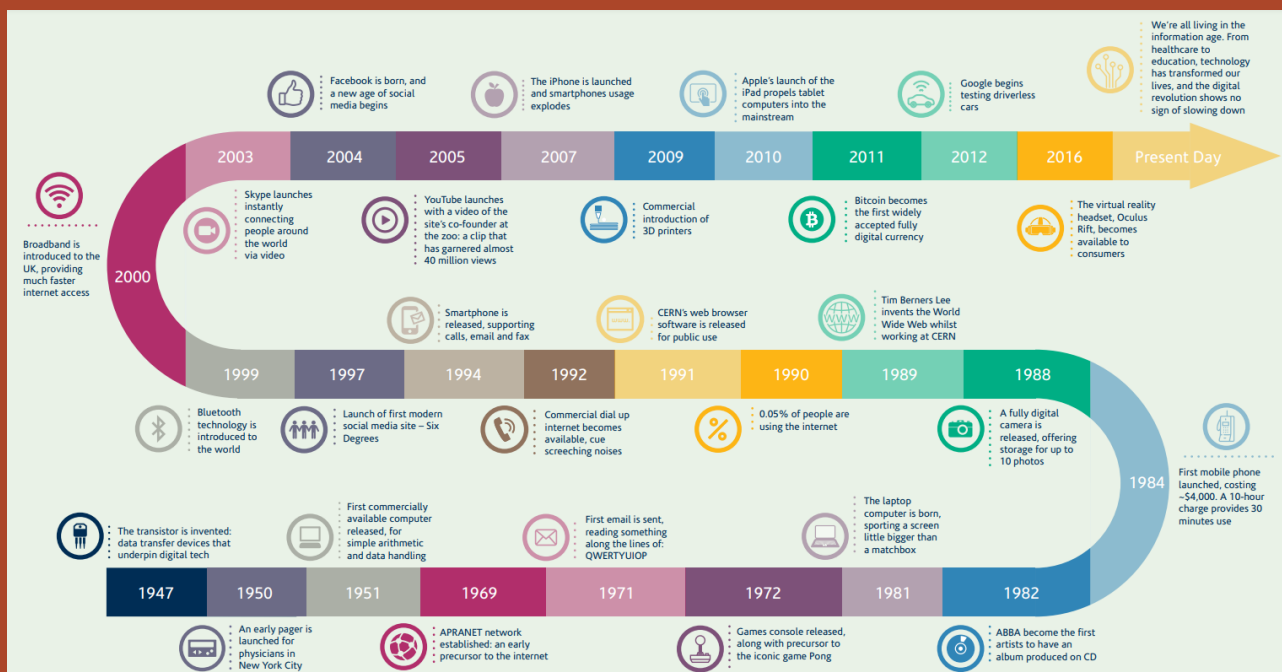 We're all living in the
information age. From
healthcare to
education, technology
has transformed our
lives, and the digital
revolution shows no
sign of slowing down
Facebook is born, and
a new age of social
media begins
The iPhone is launched
and smartphones usage
explodes
Apple's launch of the
iPad propels tablet
computers into the
mainstream
Google begins
testing driverless
cars
2003
2004
2005
2007
2009
2010
2011
2012
2016
Present Day
Skype launches
instantly
connecting
people around
the world
via video
YouTube launches
with a video of the
site's co-founder at
the zoo: a clip that
has garnered almost
40 million views
Commercial
introduction of
3D printers
Bitcoin becomes
the first widely
accepted fully
digital currency
The virtual reality
headset, Oculus
Rift, becomes
available to
consumers
Broadband is
introduced to the
UK, providing
much faster
internet access
2000
Smartphone is
released, supporting
calls, email and fax
CERN's web browser
software is released
for public use
WWW
Tim Berners Lee
invents the World
Wide Web whilst
working at CERN
1999
1997
1994
1992
1991
1990
1989
1988
Bluetooth
technology is
introduced to
the world
Launch of first modern
social media site – Six
Degrees
Commercial dial up
internet becomes
available, cue
screeching noises
%
0.05% of people are
using the internet
A fully digital
camera is
released, offering
storage for up to
10 photos
1984
First mobile phone
launched, costing
~$4,000. A 10-hour
charge provides 30
minutes use
The transistor is invented:
data transfer devices that
underpin digital tech
First commercially
available computer
released, for
simple arithmetic
and data handling
First email is sent,
reading something
along the lines of:
QWERTYUIOP
The laptop
computer is born,
sporting a screen
little bigger than
a matchbox
1947
1950
1951
1969
1971
1972
1981
1982
An early pager is
launched for
physicians in
New York City
APRANET network
established: an early
precursor to the internet
Games console released,
along with precursor to
the iconic game Pong
ABBA become the first
artists to have an
album produced on CD